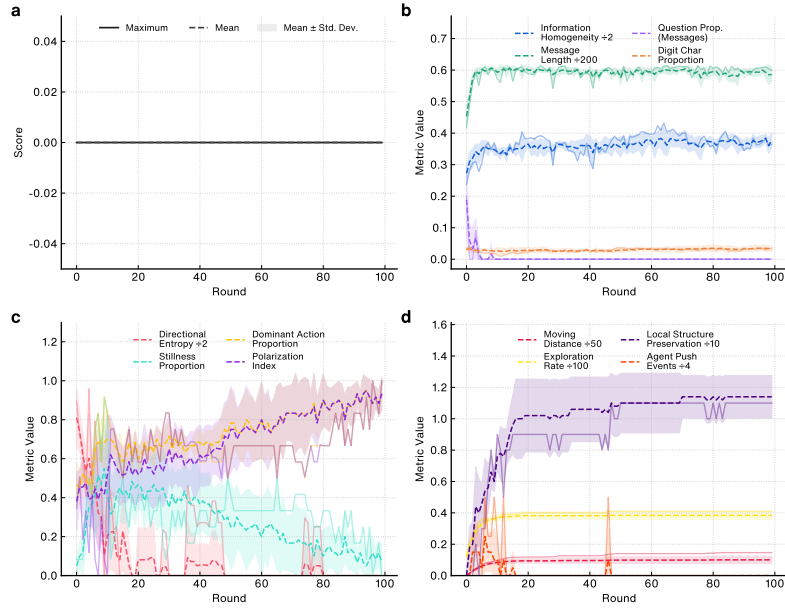 a
Maximum
Mean
Mean ± Std. Dev.
0.04
0.02
0.00
-0.02
-0.04
Score
0
20
40
60
80
100
Round
b
Information
Homogeneity ÷2
Message
Length ÷200
Question Prop.
(Messages)
Digit Char
Proportion
0.7
0.6
0.5
0.4
0.3
0.2
0.1
0.0
Metric Value
0
20
40
60
80
100
Round
c
Directional
Entropy ÷2
Stillness
Proportion
Dominant Action
Proportion
Polarization
Index
1.2
1.0
0.8
0.6
0.4
0.2
0.0
Metric Value
0
20
40
60
80
100
Round
d
Moving
Distance ÷50
Exploration
Rate ÷100
Local Structure
Preservation ÷10
Agent Push
Events ÷4
1.6
1.4
1.2
1.0
0.8
0.6
0.4
0.2
0.0
Metric Value
0
20
40
60
80
100
Round